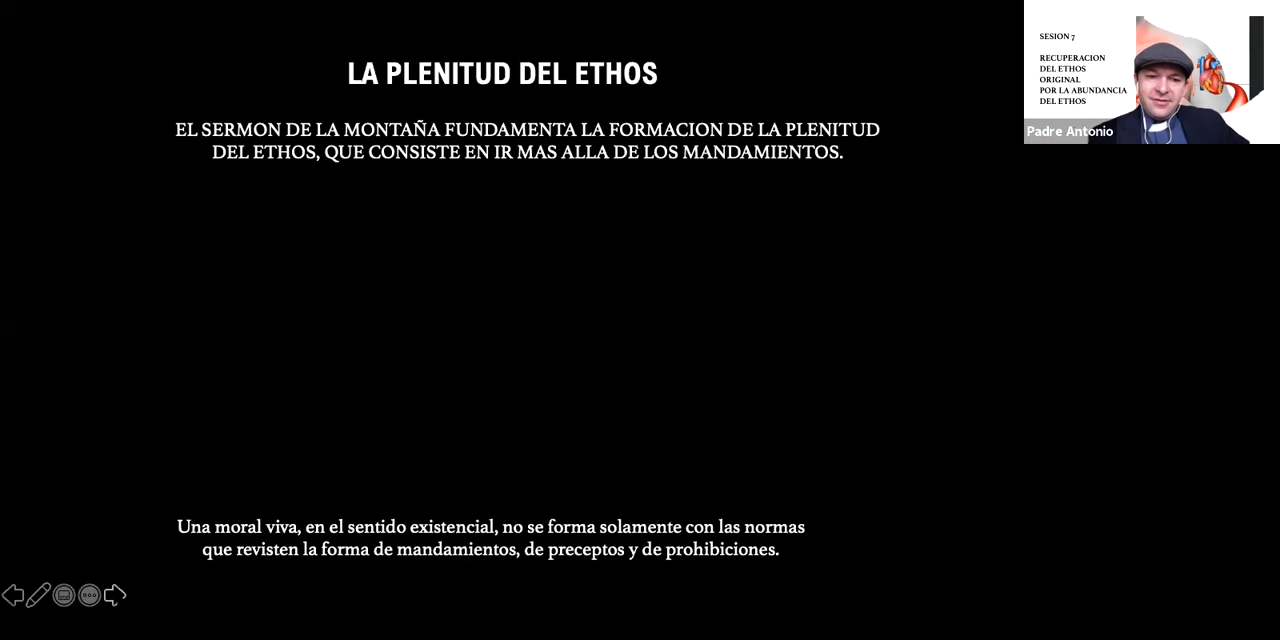 LA PLENITUD DEL ETHOS
EL SERMON DE LA MONTAÑA FUNDAMENTA LA FORMACION DE LA PLENITUD
DEL ETHOS, QUE CONSISTE EN IR MAS ALLA DE LOS MANDAMIENTOS.
Una moral viva, en el sentido existencial, no se forma solamente con las normas
que revisten la forma de mandamientos, de preceptos y de prohibiciones.
SESION 7
RECUPERACION
DEL ETHOS
ORIGINAL
POR LA ABUNDANCIA
DEL ETHOS
Padre Antonio